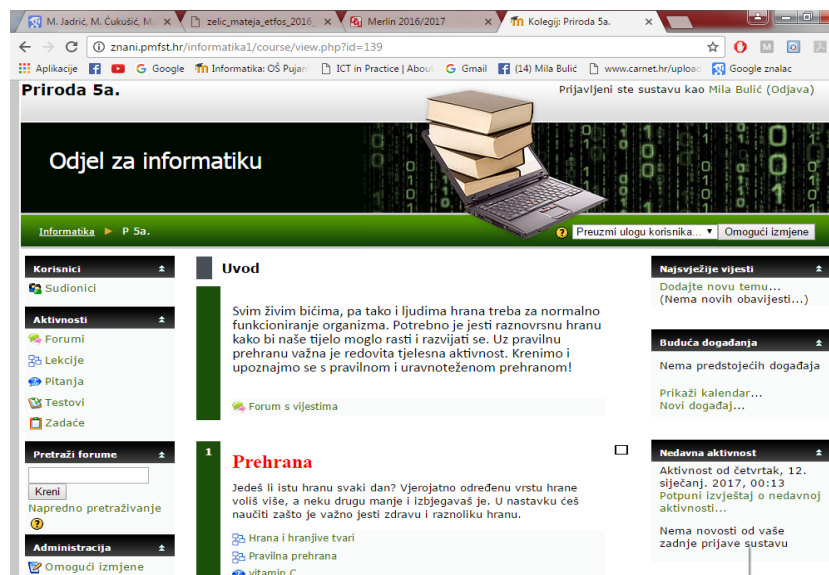 M. Jadrić, M. Ćukušić, M.
zelic_mateja_etfos_2016_
Merlin 2016/2017
Kolegij: Priroda 5a.
znani.pmfst.hr/informatika1/course/view.php?id=139
Aplikacije
Google
Informatika: OŠ Pujan
ICT in Practice | About
Gmail
(14) Mila Bulić
www.carnet.hr/upload
Google znalac
Priroda 5a.
Prijavljeni ste sustavu kao Mila Bulić (Odjava)
Odjel za informatiku
Informatika ► P 5a.
Preuzmi ulogu korisnika...
Omogući izmjene
Korisnici
Sudionici
Aktivnosti
Forumi
Lekcije
Pitanja
Testovi
Zadaće
Pretraži forume
Kreni
Napredno pretraživanje
Administracija
Omogući izmjene
Uvod
Svim živim bićima, pa tako i ljudima hrana treba za normalno
funkcioniranje organizma. Potrebno je jesti raznovrsnu hranu
kako bi naše tijelo moglo rasti i razvijati se. Uz pravilnu
prehranu važna je redovita tjelesna aktivnost. Krenimo i
upoznajmo se s pravilnom i uravnoteženom prehranom!
Forum s vijestima
1
Prehrana
Jedeš li istu hranu svaki dan? Vjerojatno određenu vrstu hrane
voliš više, a neku drugu manje i izbjegavaš je. U nastavku ćeš
naučiti zašto je važno jesti zdravu i raznoliku hranu.
Hrana i hranjive tvari
Pravilna prehrana
vitamin C
Najsvježije vijesti
Dodajte novu temu...
(Nema novih obavijesti...)
Buduća događanja
Nema predstojećih događaja
Prikaži kalendar...
Novi događaj...
Nedavna aktivnost
Aktivnost od četvrtak, 12.
siječanj. 2017, 00:13
Potpuni izvještaj o nedavnoj
aktivnosti...
Nema novosti od vaše
zadnje prijave sustavu